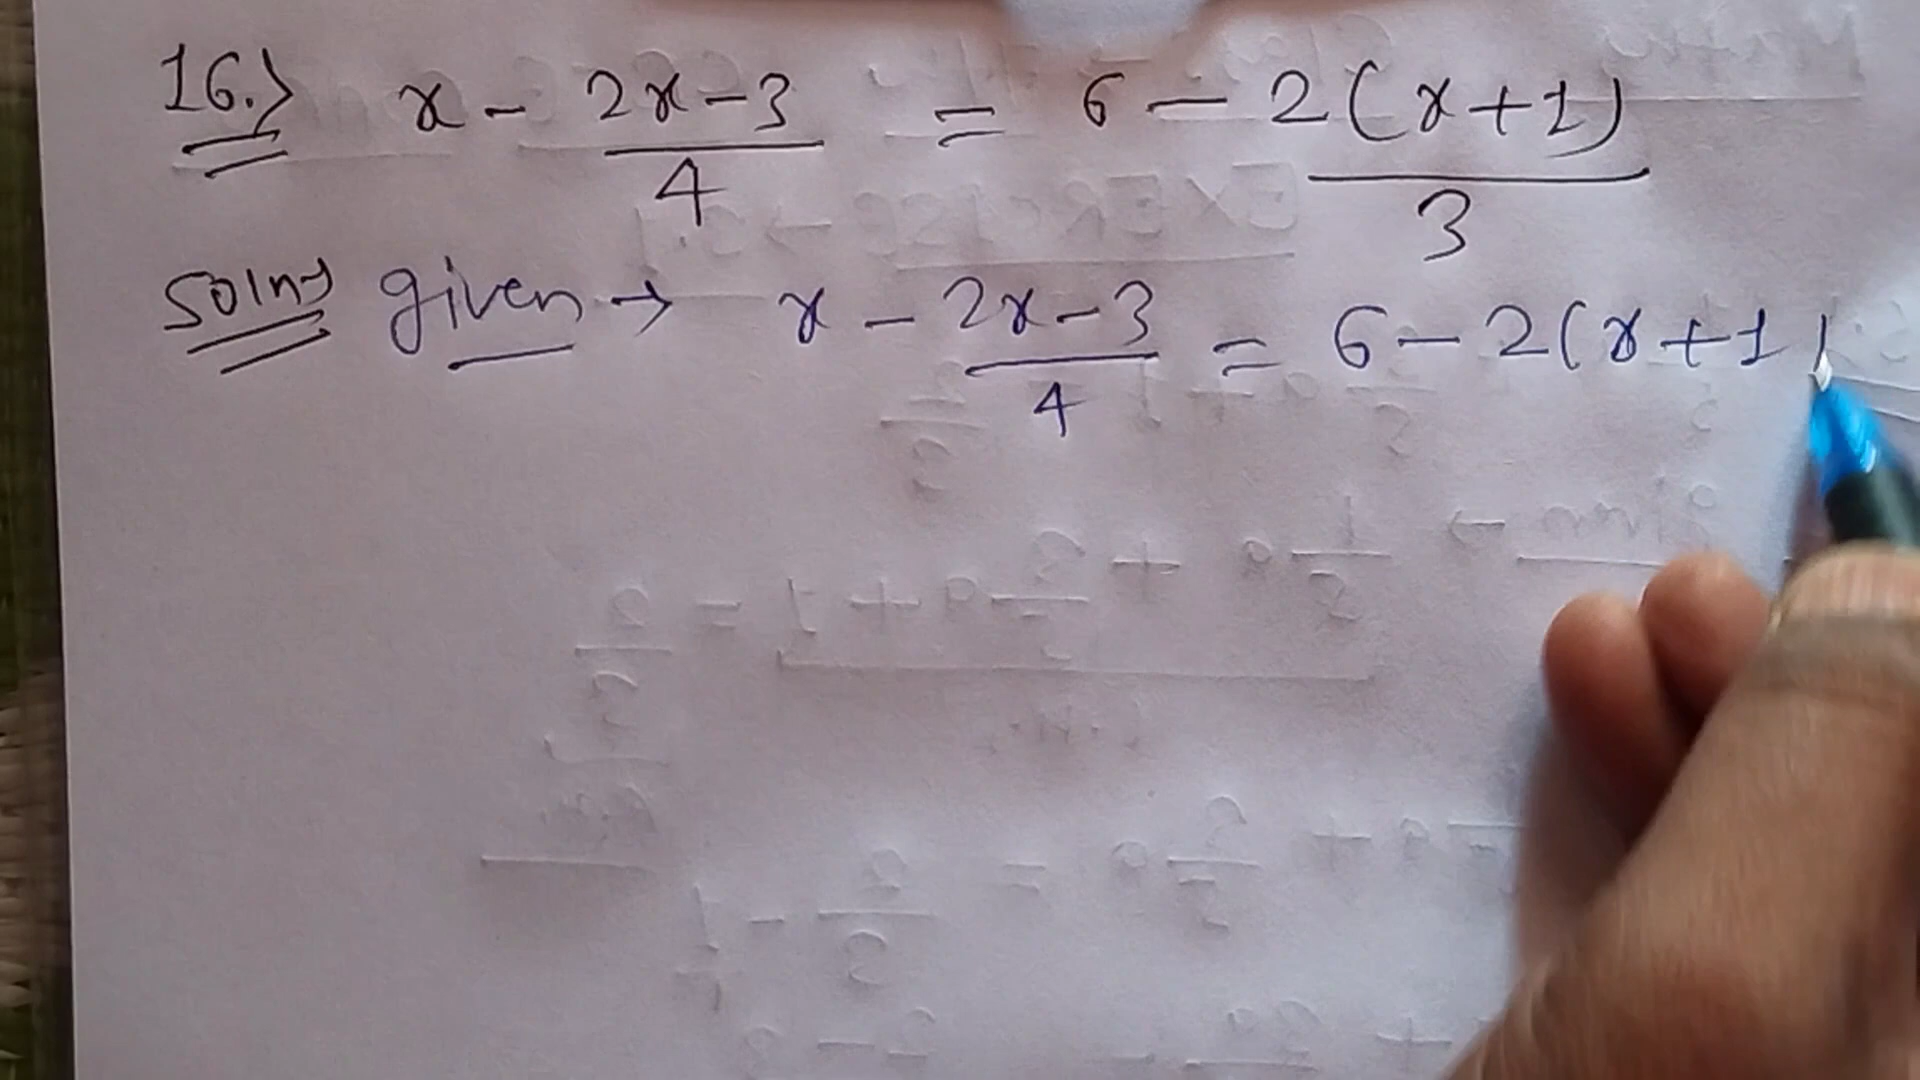 16.) x - 2x-3/4 = 6 - 2(x+1)/3
Soln→ given → x - 2x-3/4 = 6 - 2(x+1)